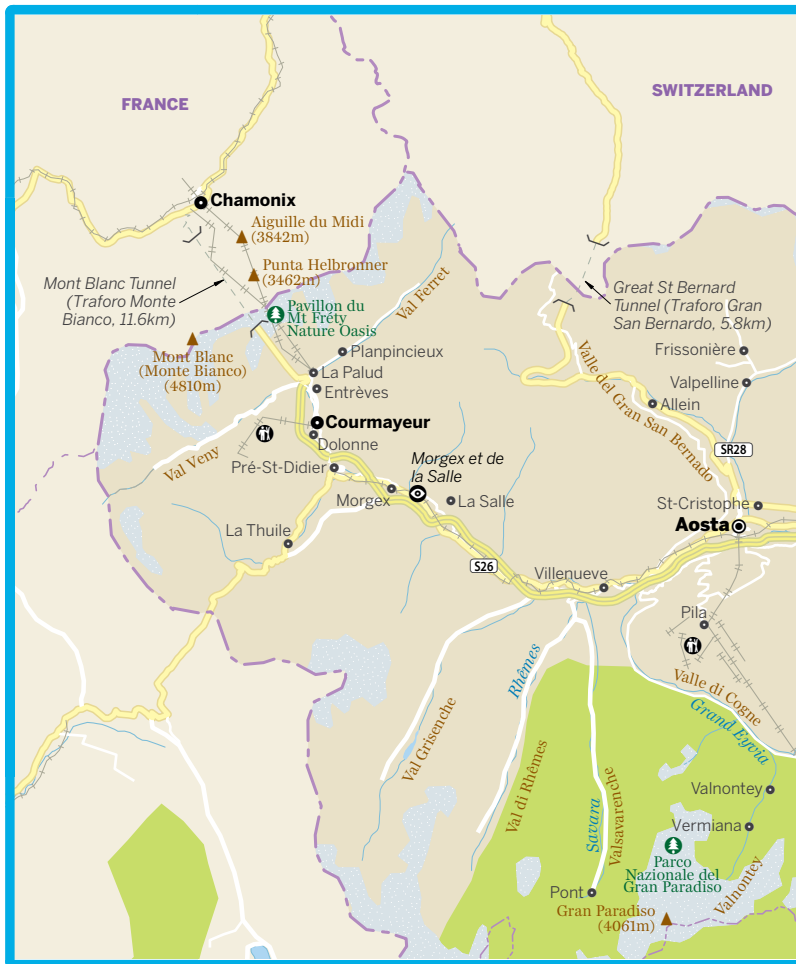 FRANCE
SWITZERLAND
Chamonix
Aiguille du Midi
(3842m)
Punta Helbronner
(3462m)
Mont Blanc Tunnel
(Traforo Monte
Bianco, 11.6km)
Pavillon du
Mt Fréty
Nature Oasis
Val Ferret
Great St Bernard
Tunnel (Traforo Gran
San Bernardo, 5.8km)
Mont Blanc
(Monte Bianco)
(4810m)
Planpincieux
La Palud
Entrèves
Frissonière
Valpelline
Allein
Valle del Gran San Bernado
Courmayeur
Dolonne
Val Veny
Pré-St-Didier
Morgex et de
la Salle
SR28
Morgex
La Salle
St-Cristophe
Aosta
La Thuile
S26
Villenueve
Pila
Rhêmes
Valle di Cogne
Grand Eyvia
Val Grisenche
Val di Rhêmes
Savara
Valsavarenche
Valnontey
Vermiana
Parco
Nazionale del
Gran Paradiso
Valnontey
Pont
Gran Paradiso
(4061m)